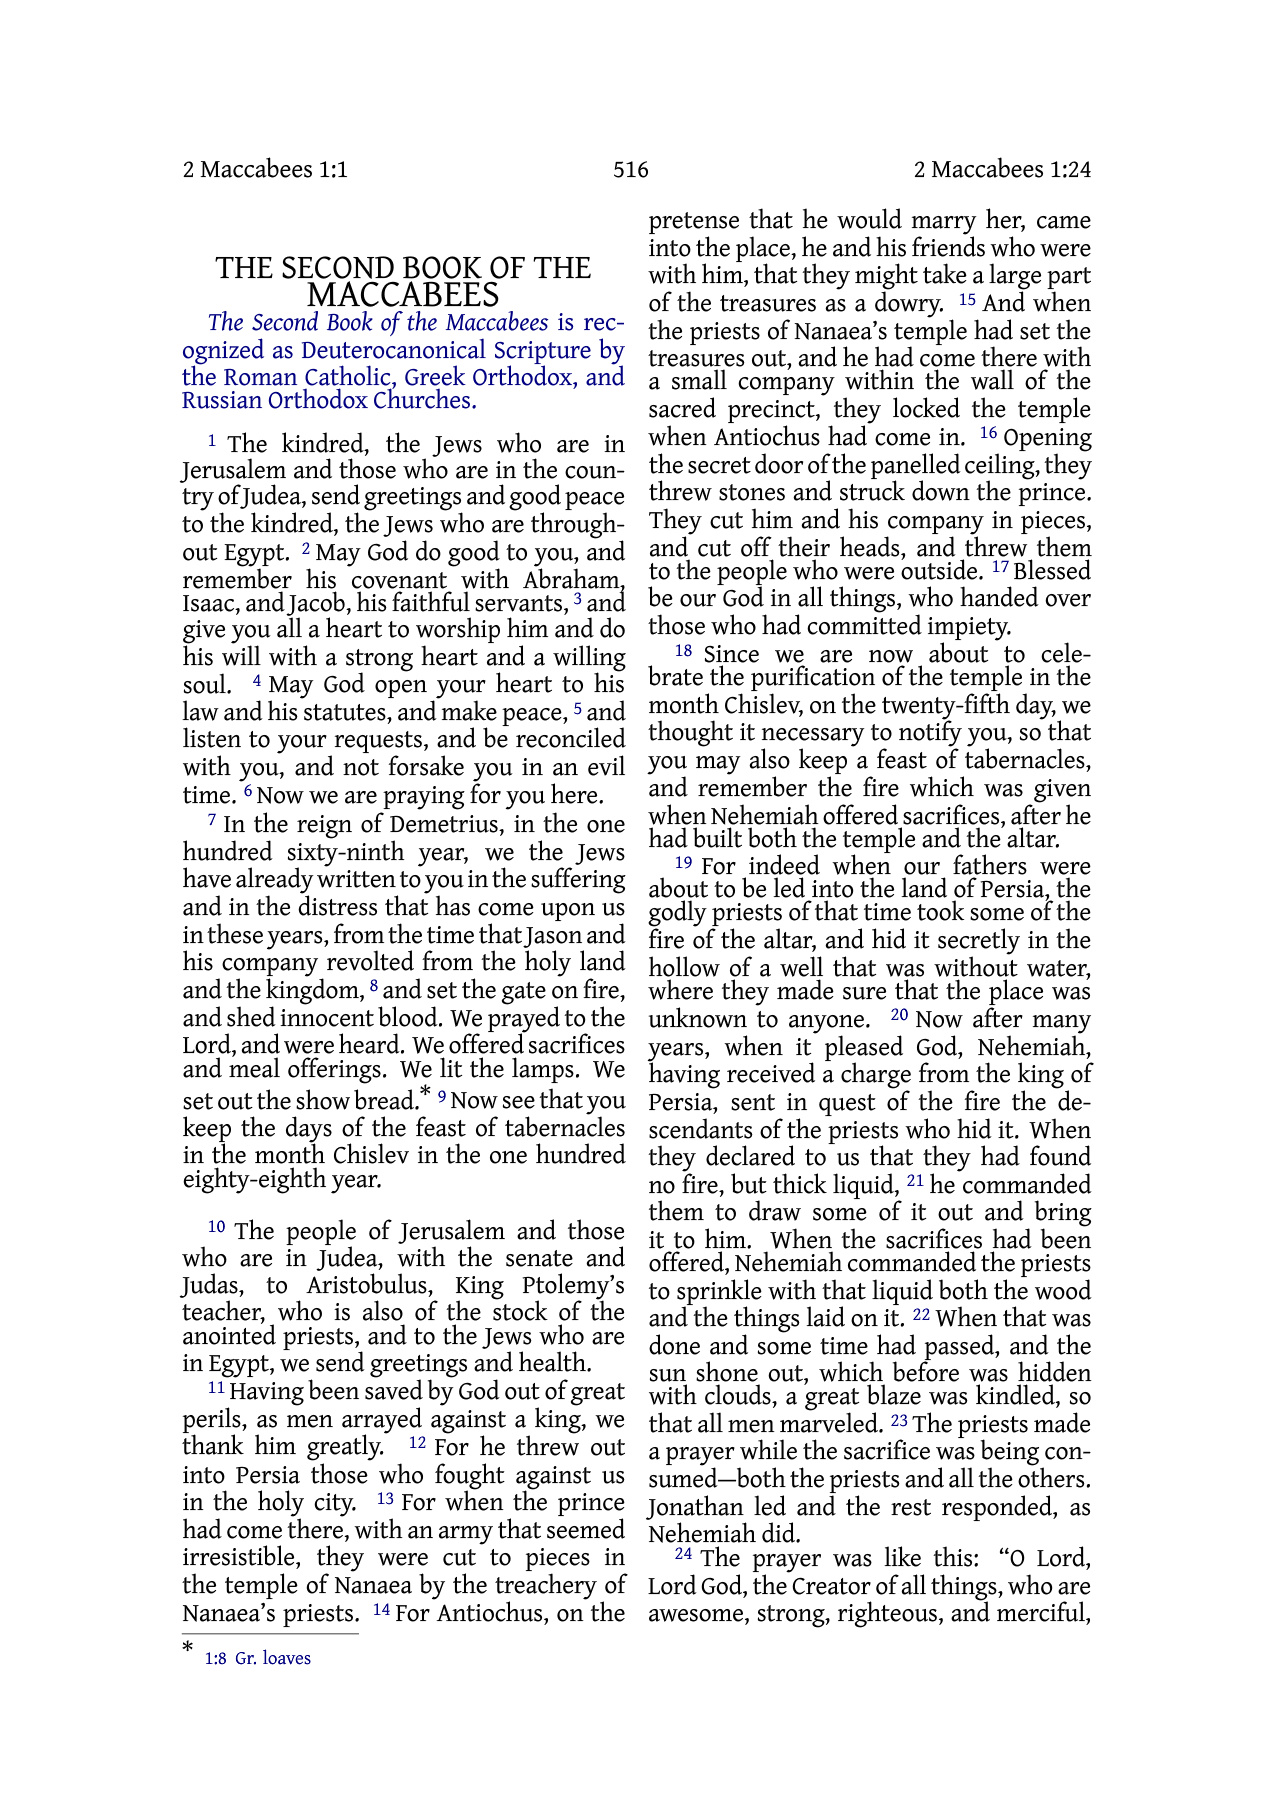 2 Maccabees 1:1 516 2 Maccabees 1:24
THE SECOND BOOK OF THE
MACCABEES
The Second Book of the Maccabees is rec-
ognized as Deuterocanonical Scripture by
the Roman Catholic, Greek Orthodox, and
Russian Orthodox Churches.
1 The kindred, the Jews who are in
Jerusalem and those who are in the coun-
try of Judea, send greetings and good peace
to the kindred, the Jews who are through-
out Egypt. 2 May God do good to you, and
remember his covenant with Abraham,
Isaac, and Jacob, his faithful servants, 3 and
give you all a heart to worship him and do
his will with a strong heart and a willing
soul. 4 May God open your heart to his
law and his statutes, and make peace, 5 and
listen to your requests, and be reconciled
with you, and not forsake you in an evil
time. 6 Now we are praying for you here.
7 In the reign of Demetrius, in the one
hundred sixty-ninth year, we the Jews
have already written to you in the suffering
and in the distress that has come upon us
in these years, from the time that Jason and
his company revolted from the holy land
and the kingdom, 8 and set the gate on fire,
and shed innocent blood. We prayed to the
Lord, and were heard. We offered sacrifices
and meal offerings. We lit the lamps. We
set out the show bread.* 9 Now see that you
keep the days of the feast of tabernacles
in the month Chislev in the one hundred
eighty-eighth year.
10 The people of Jerusalem and those
who are in Judea, with the senate and
Judas, to Aristobulus, King Ptolemy's
teacher, who is also of the stock of the
anointed priests, and to the Jews who are
in Egypt, we send greetings and health.
11 Having been saved by God out of great
perils, as men arrayed against a king, we
thank him greatly. 12 For he threw out
into Persia those who fought against us
in the holy city. 13 For when the prince
had come there, with an army that seemed
irresistible, they were cut to pieces in
the temple of Nanaea by the treachery of
Nanaea's priests. 14 For Antiochus, on the
* 1:8 Gr. loaves
pretense that he would marry her, came
into the place, he and his friends who were
with him, that they might take a large part
of the treasures as a dowry. 15 And when
the priests of Nanaea's temple had set the
treasures out, and he had come there with
a small company within the wall of the
sacred precinct, they locked the temple
when Antiochus had come in. 16 Opening
the secret door of the panelled ceiling, they
threw stones and struck down the prince.
They cut him and his company in pieces,
and cut off their heads, and threw them
to the people who were outside. 17 Blessed
be our God in all things, who handed over
those who had committed impiety.
18 Since we are now about to cele-
brate the purification of the temple in the
month Chislev, on the twenty-fifth day, we
thought it necessary to notify you, so that
you may also keep a feast of tabernacles,
and remember the fire which was given
when Nehemiah offered sacrifices, after he
had built both the temple and the altar.
19 For indeed when our fathers were
about to be led into the land of Persia, the
godly priests of that time took some of the
fire of the altar, and hid it secretly in the
hollow of a well that was without water,
where they made sure that the place was
unknown to anyone. 20 Now after many
years, when it pleased God, Nehemiah,
having received a charge from the king of
Persia, sent in quest of the fire the de-
scendants of the priests who hid it. When
they declared to us that they had found
no fire, but thick liquid, 21 he commanded
them to draw some of it out and bring
it to him. When the sacrifices had been
offered, Nehemiah commanded the priests
to sprinkle with that liquid both the wood
and the things laid on it. 22 When that was
done and some time had passed, and the
sun shone out, which before was hidden
with clouds, a great blaze was kindled, so
that all men marveled. 23 The priests made
a prayer while the sacrifice was being con-
sumed—both the priests and all the others.
Jonathan led and the rest responded, as
Nehemiah did.
24 The prayer was like this: “O Lord,
Lord God, the Creator of all things, who are
awesome, strong, righteous, and merciful,